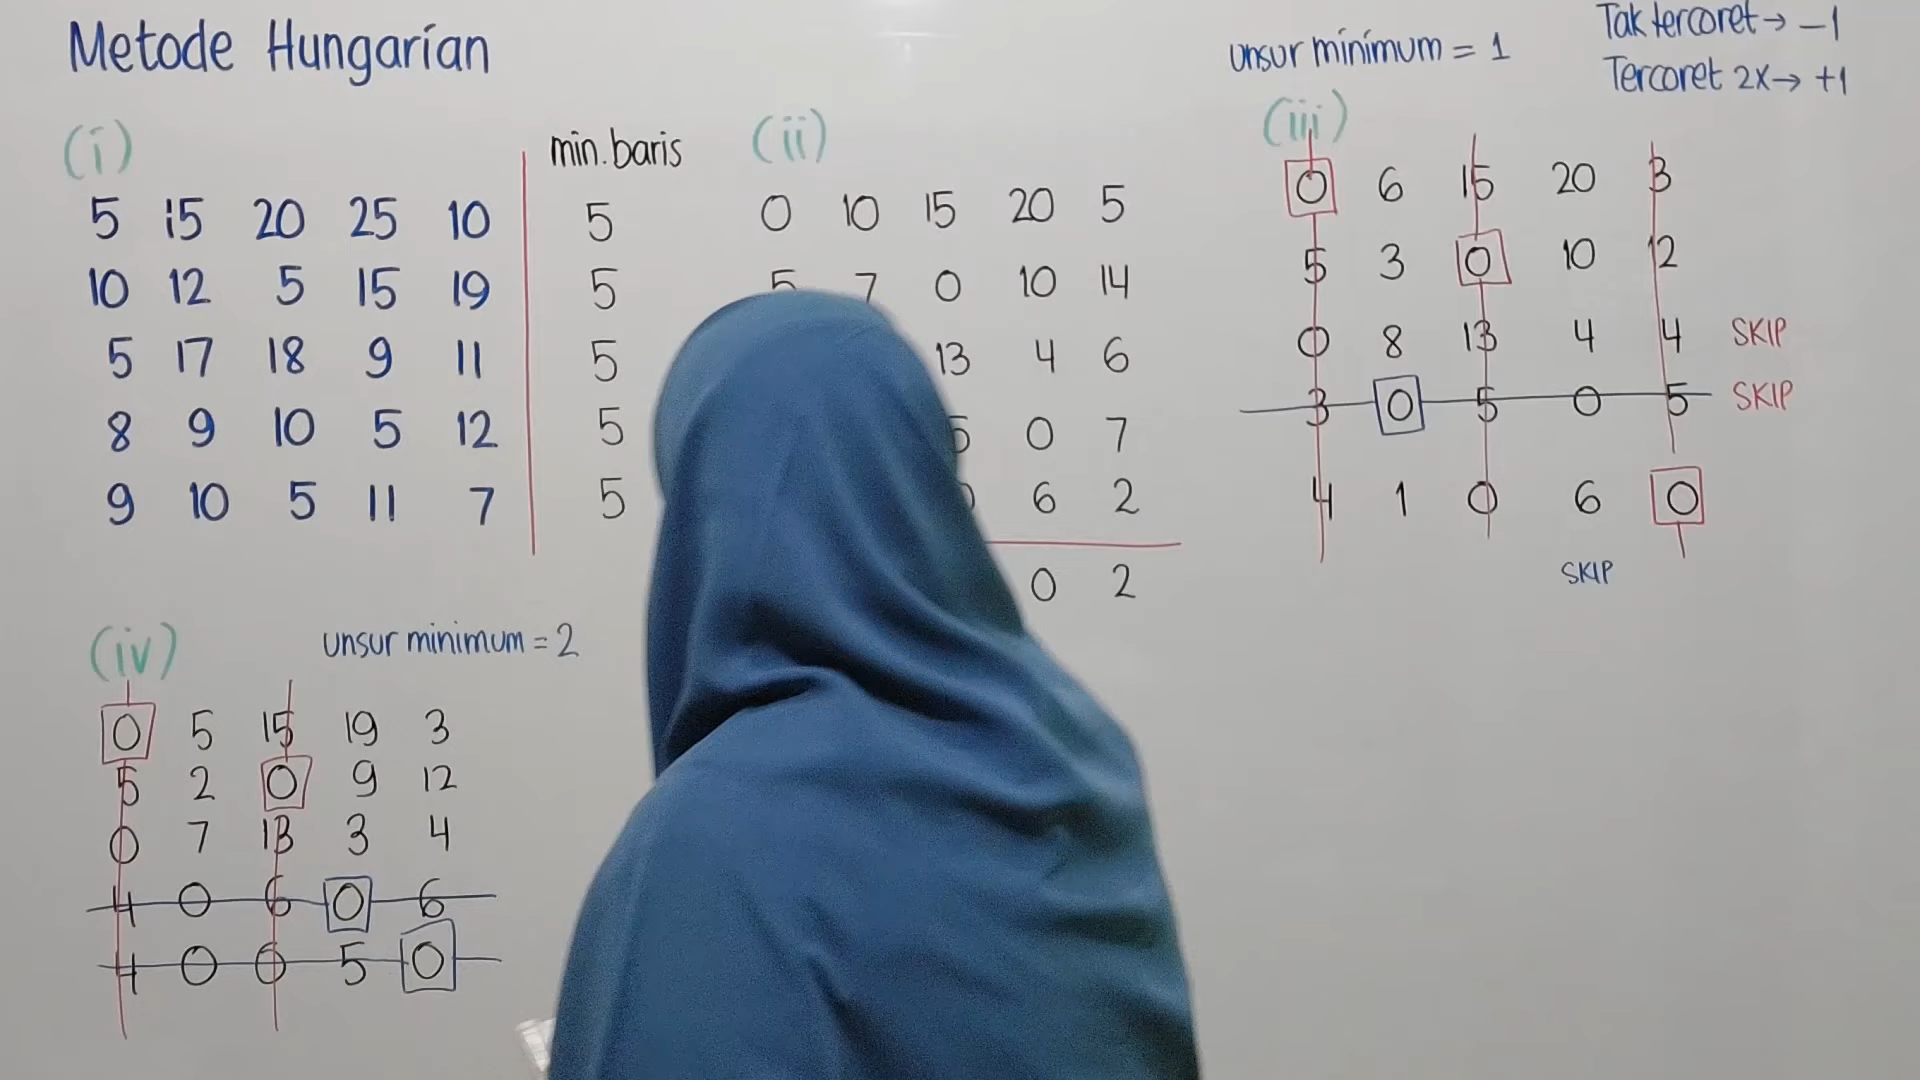 Metode Hungarian
(i)
min.baris
5 15 20 25 10 5
10 12 5 15 19 5
5 17 18 9 11 5
8 9 10 5 12 5
9 10 5 11 7 5
(ii)
0 10 15 20 5
5 7 0 10 14
13 4 6
0 7
6 2
0 2
unsur minimum = 1
Tak tercoret → -1
Tercoret 2x → +1
(iii)
0 6 15 20 3
5 3 0 10 12
0 8 13 4 4 SKIP
3 0 5 0 5 SKIP
4 1 0 6 0
SKIP
(iv)
unsur minimum = 2
0 5 15 19 3
5 2 0 9 12
0 7 13 3 4
4 0 6 0 6
4 0 0 5 0